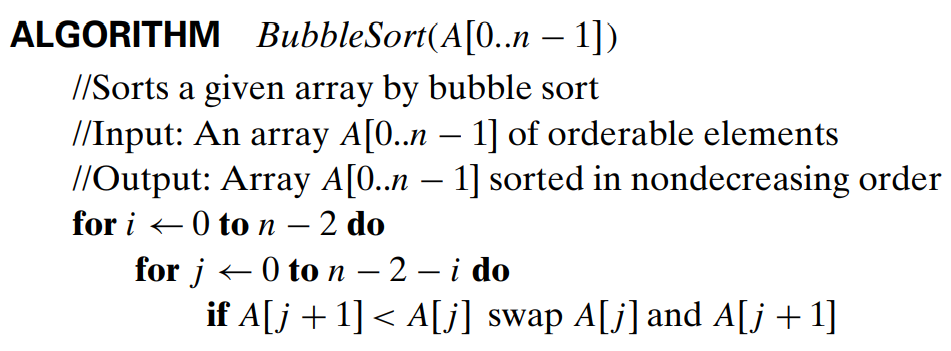 ALGORITHM BubbleSort(A[0..n − 1])
//Sorts a given array by bubble sort
//Input: An array A[0..n − 1] of orderable elements
//Output: Array A[0..n − 1] sorted in nondecreasing order
for i ← 0 to n − 2 do
for j ← 0 to n − 2 − i do
if A[j + 1] < A[j] swap A[j] and A[j + 1]